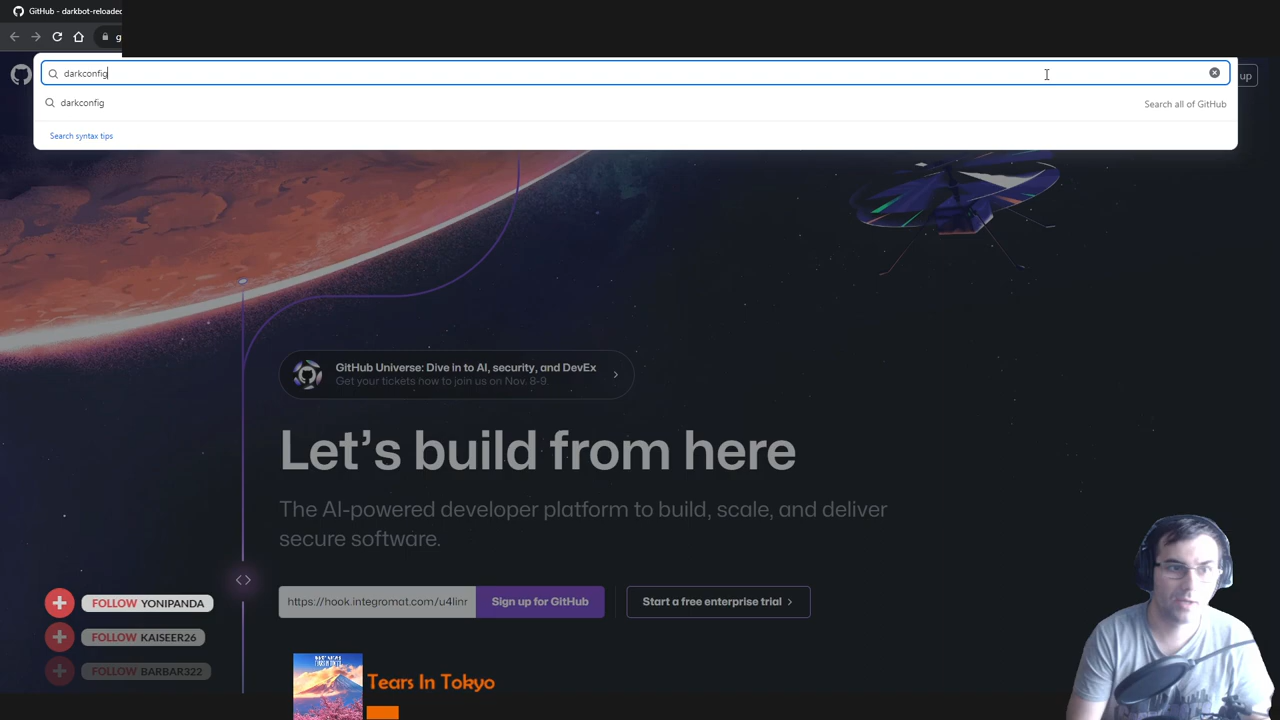 GitHub - darkbot-reloaded
g
darkconfig
up
darkconfig
Search all of GitHub
Search syntax tips
GitHub Universe: Dive in to AI, security, and DevEx
Get your tickets now to join us on Nov. 8-9.
Let's build from here
The AI-powered developer platform to build, scale, and deliver
secure software.
https://hook.integromat.com/u4linr
Sign up for GitHub
Start a free enterprise trial
FOLLOW YONIPANDA
FOLLOW KAISEER26
FOLLOW BARBAR322
Tears In Tokyo